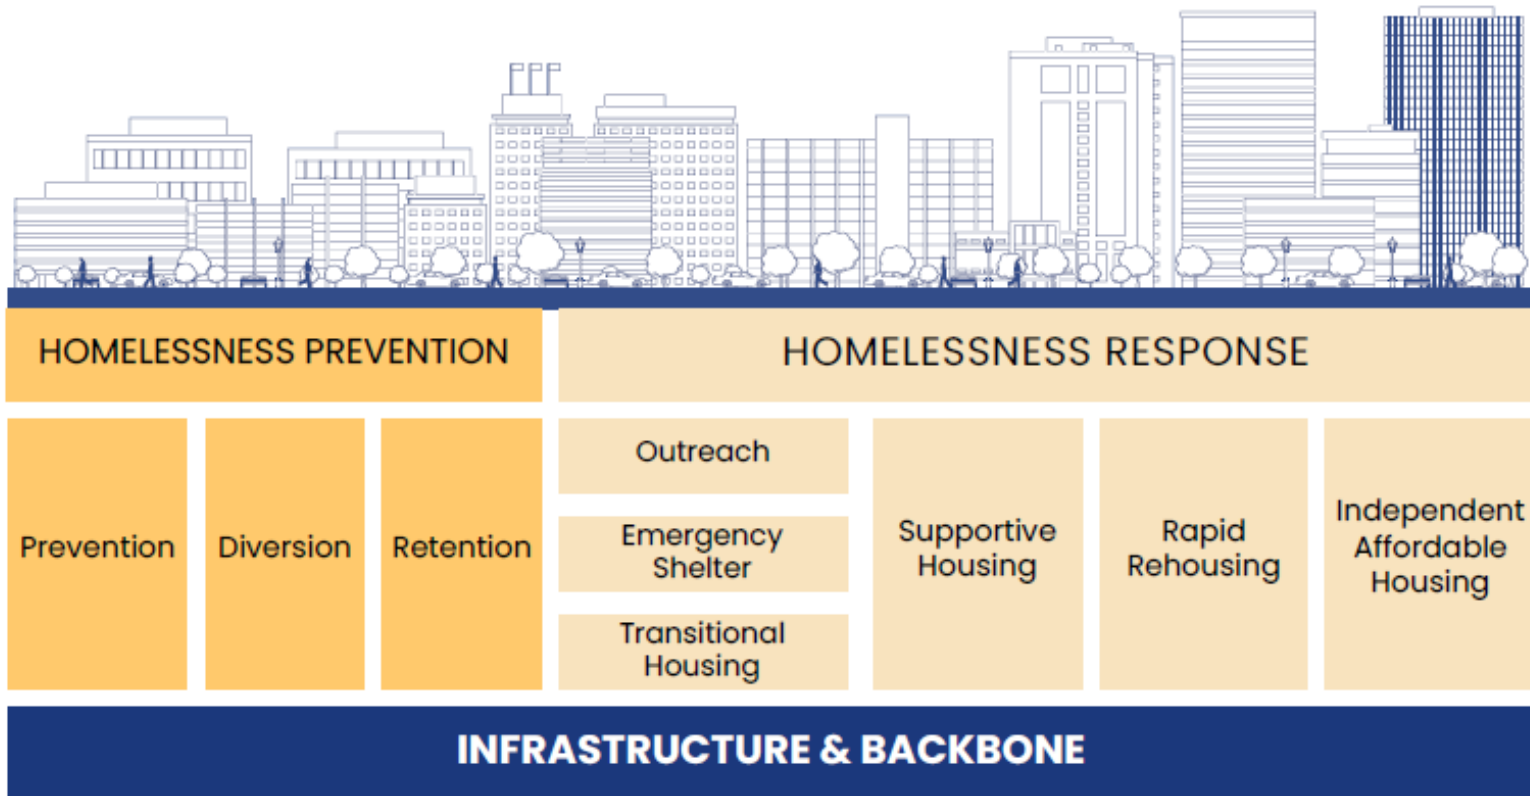 HOMELESSNESS PREVENTION
HOMELESSNESS RESPONSE
Prevention
Diversion
Retention
Outreach
Emergency
Shelter
Transitional
Housing
Supportive
Housing
Rapid
Rehousing
Independent
Affordable
Housing
INFRASTRUCTURE & BACKBONE